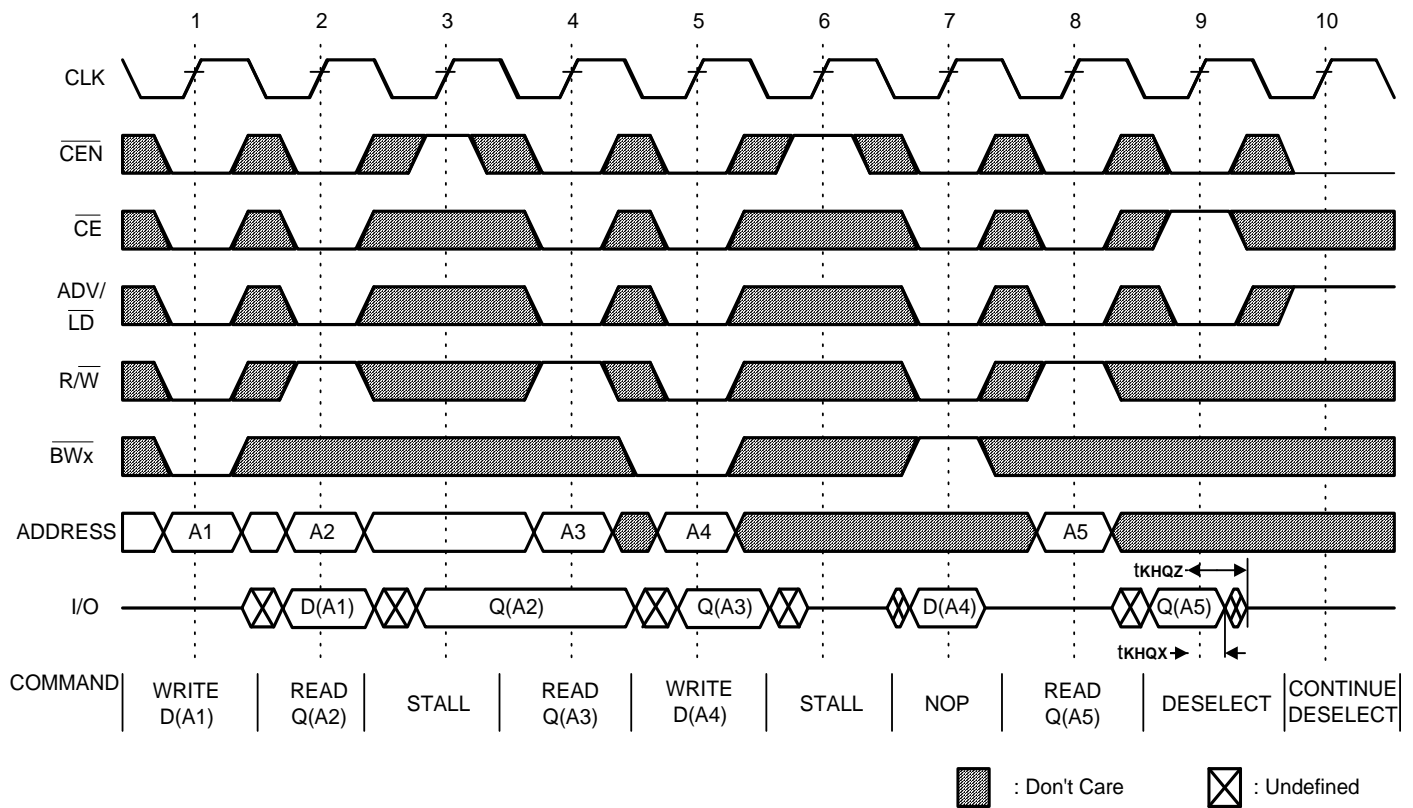 1 2 3 4 5 6 7 8 9 10
CLK
CEN
CE
ADV/
LD
R/W
BWx
ADDRESS A1 A2 A3 A4 A5
tKHQZ
I/O D(A1) Q(A2) Q(A3) D(A4) Q(A5)
tKHQX
COMMAND WRITE D(A1) READ Q(A2) STALL READ Q(A3) WRITE D(A4) STALL NOP READ Q(A5) DESELECT CONTINUE DESELECT
: Don't Care : Undefined